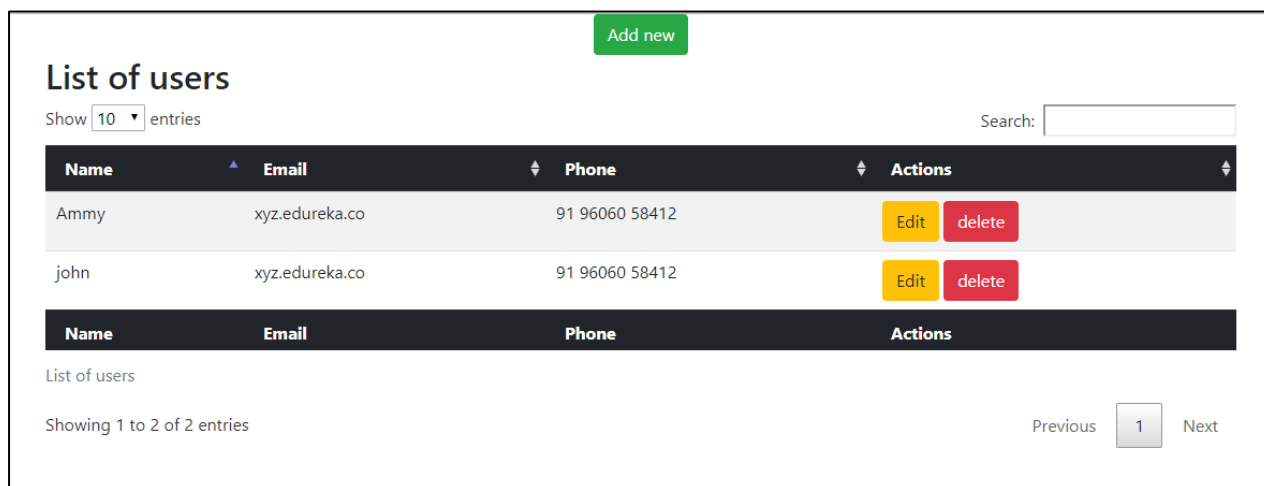 Add new
List of users
Show 10 entries Search:
Name Email Phone Actions
Ammy xyz.edureka.co 91 96060 58412 Edit delete
john xyz.edureka.co 91 96060 58412 Edit delete
Name Email Phone Actions
List of users
Showing 1 to 2 of 2 entries Previous 1 Next